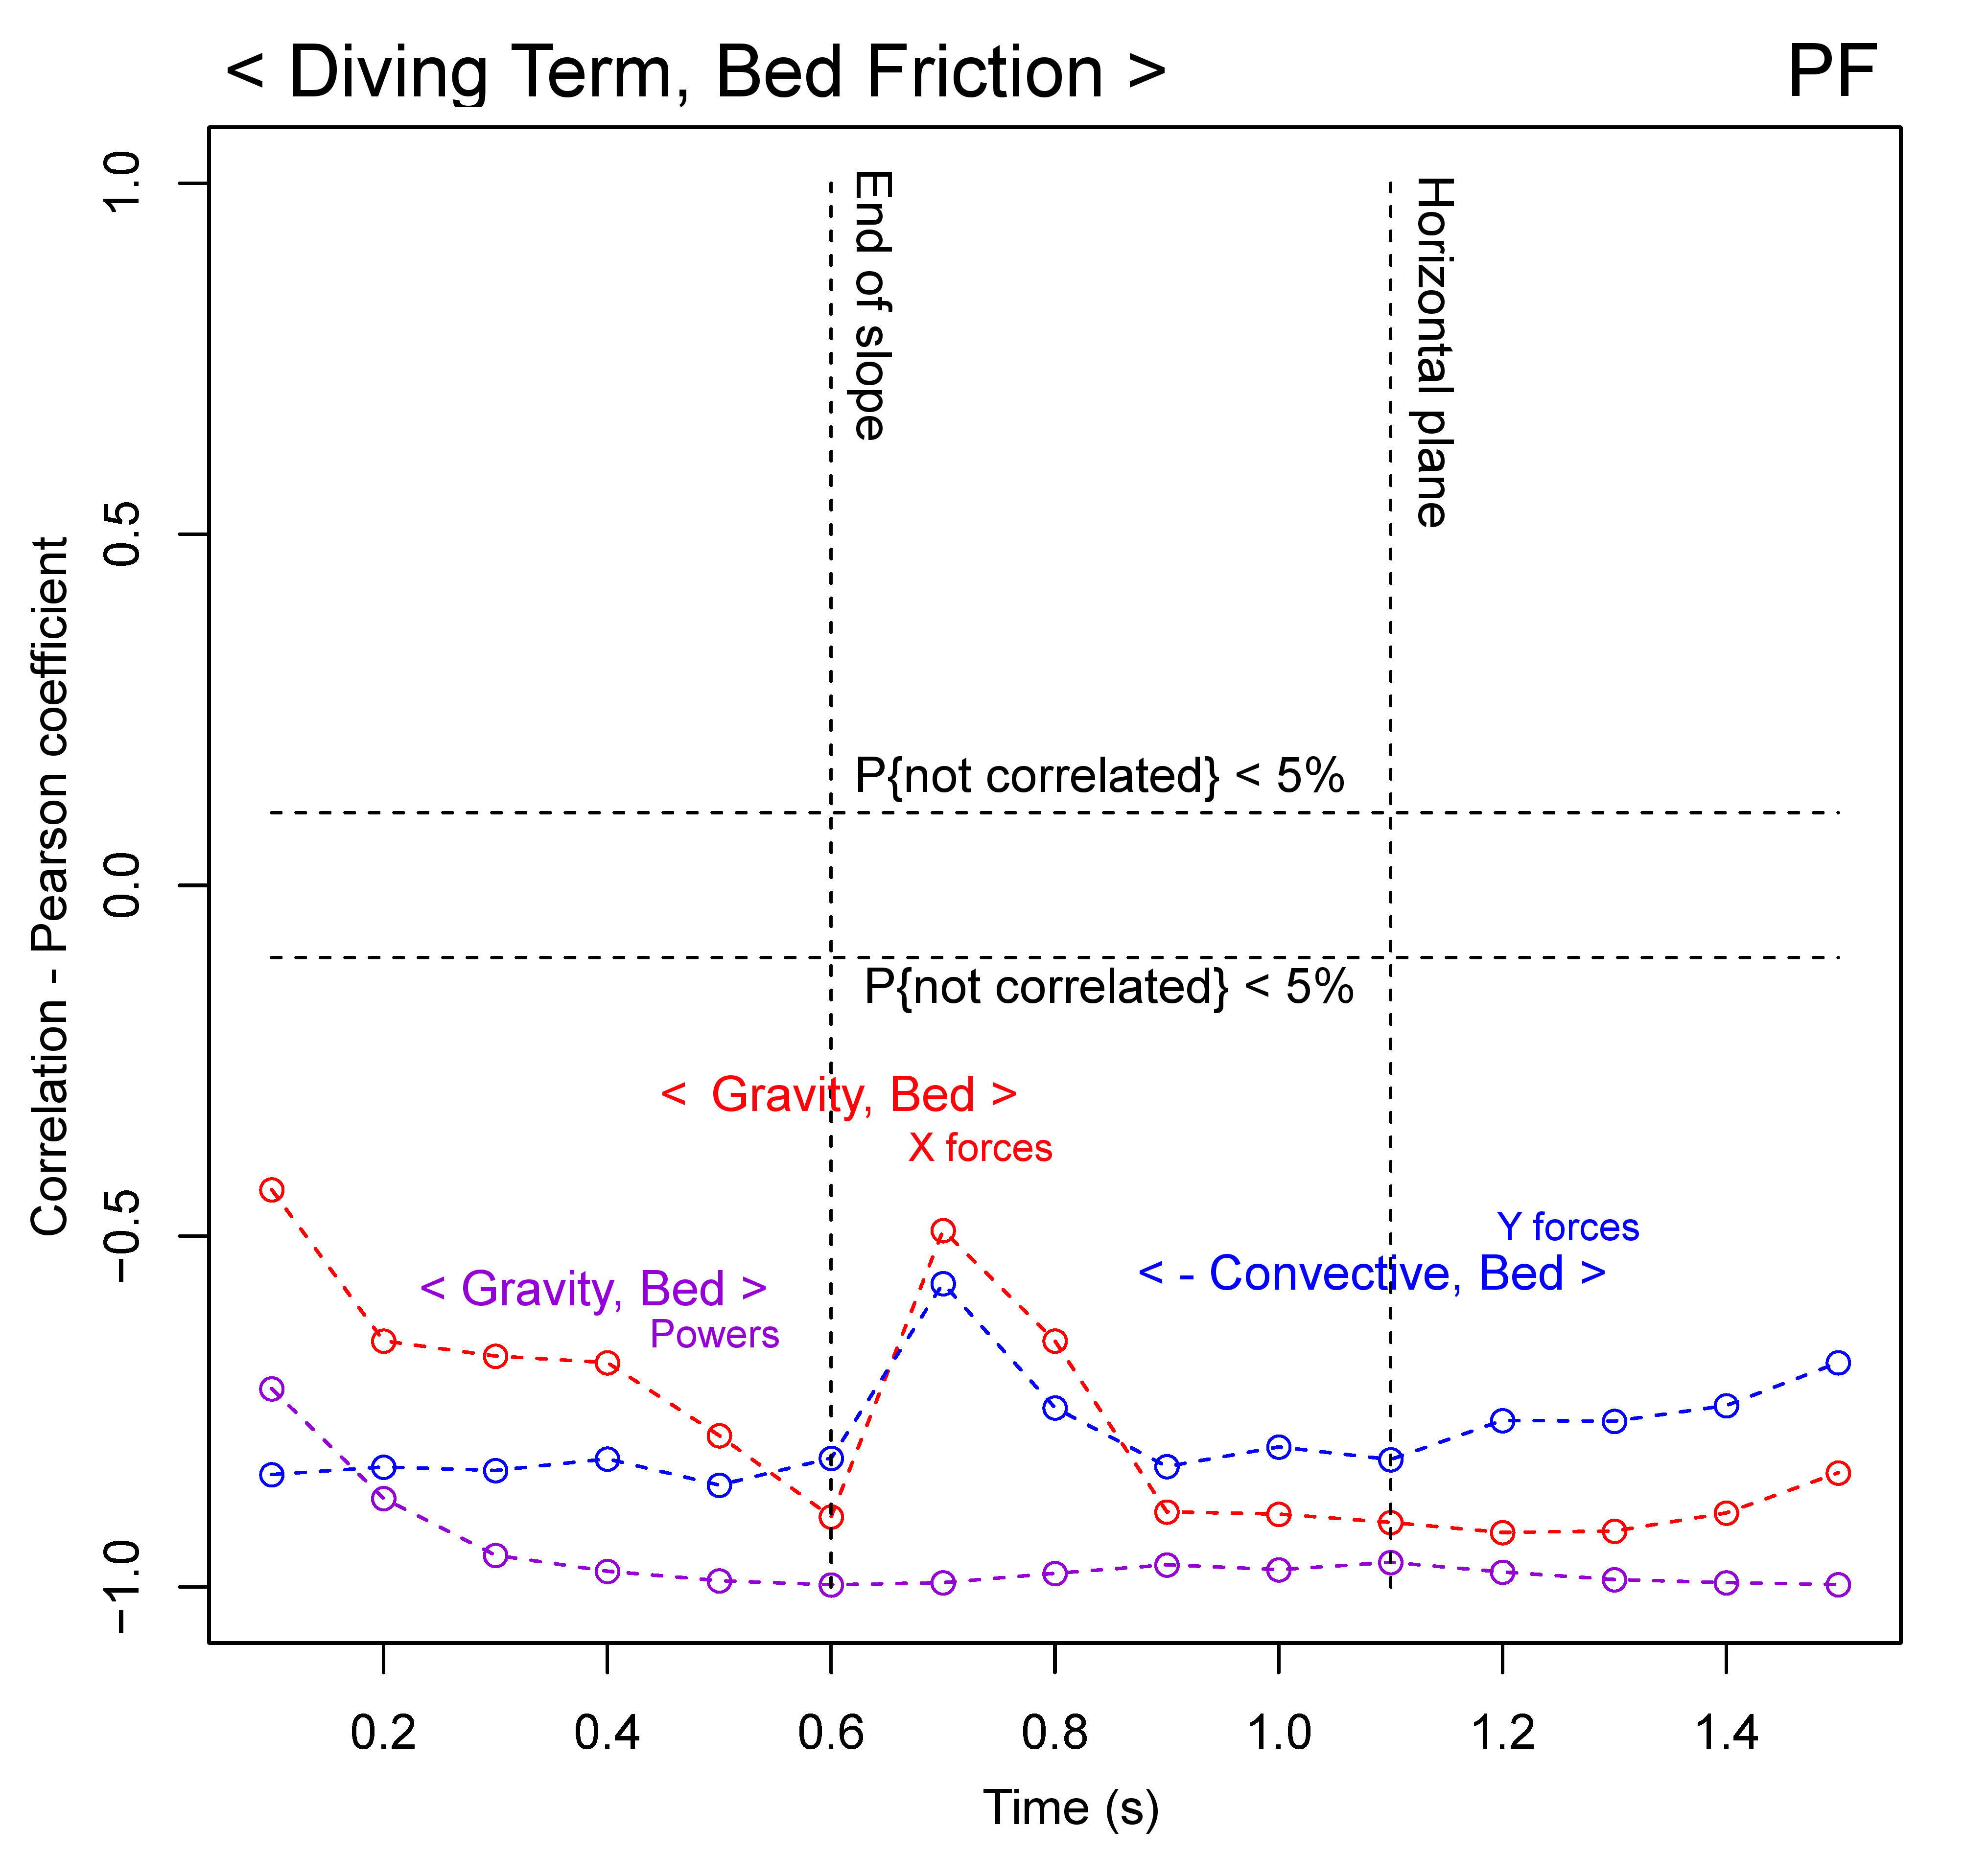 < Diving Term, Bed Friction >
PF
Correlation - Pearson coefficient
1.0
0.5
0.0
−0.5
−1.0
End of slope
Horizontal plane
P{not correlated} < 5%
P{not correlated} < 5%
< Gravity, Bed >
X forces
Y forces
< - Convective, Bed >
< Gravity, Bed >
Powers
0.2 0.4 0.6 0.8 1.0 1.2 1.4
Time (s)